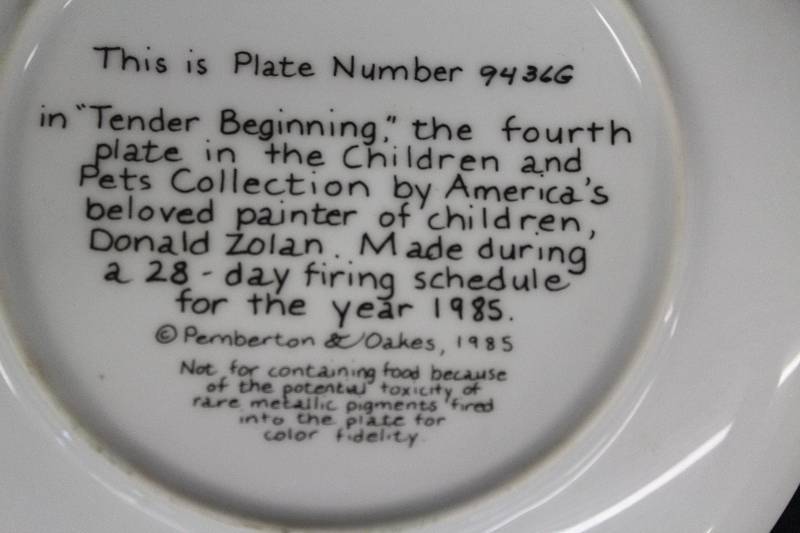 This is Plate Number 9436G
in "Tender Beginning," the fourth
plate in the Children and
Pets Collection by America's
beloved painter of children,
Donald Zolan. Made during
a 28-day firing schedule
for the year 1985.
© Pemberton & Oakes, 1985
Not for containing food because
of the potential toxicity of
rare metallic pigments fired
into the plate for
color fidelity.